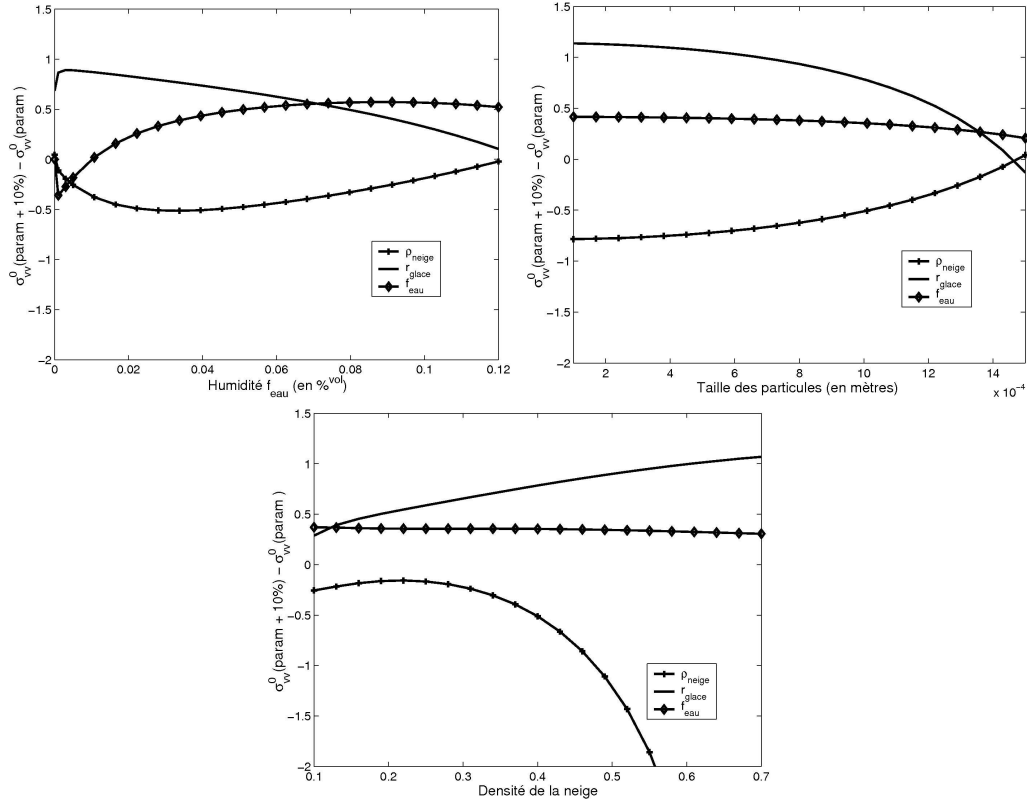 1.5
1
0.5
0
−0.5
−1
−1.5
−2
σ⁰vv(param + 10%) − σ⁰vv(param )
ρneige
rglace
feau
0
0.02
0.04
0.06
0.08
0.1
0.12
Humidité feau (en %vol)
1.5
1
0.5
0
−0.5
−1
−1.5
−2
σ⁰vv(param + 10%) − σ⁰vv(param )
ρneige
rglace
feau
2
4
6
8
10
12
14
x 10⁻⁴
Taille des particules (en mètres)
1.5
1
0.5
0
−0.5
−1
−1.5
−2
σ⁰vv(param + 10%) − σ⁰vv(param )
ρneige
rglace
feau
0.1
0.2
0.3
0.4
0.5
0.6
0.7
Densité de la neige